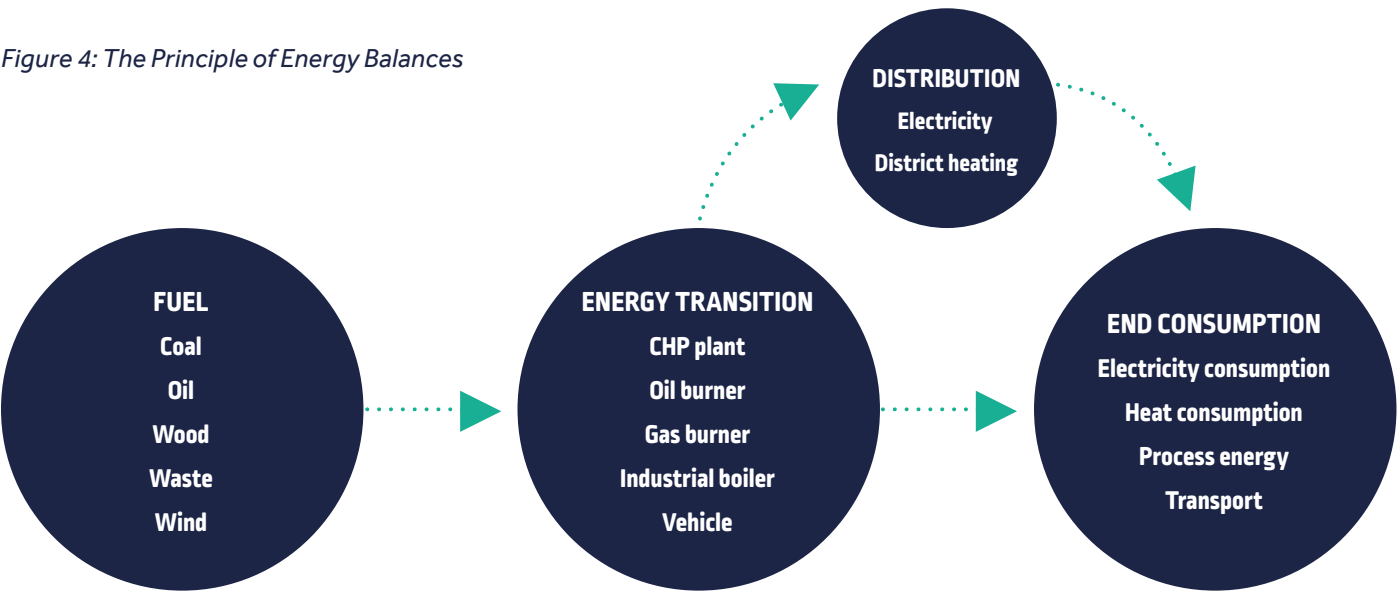 Figure 4: The Principle of Energy Balances
DISTRIBUTION
Electricity
District heating
FUEL
Coal
Oil
Wood
Waste
Wind
ENERGY TRANSITION
CHP plant
Oil burner
Gas burner
Industrial boiler
Vehicle
END CONSUMPTION
Electricity consumption
Heat consumption
Process energy
Transport